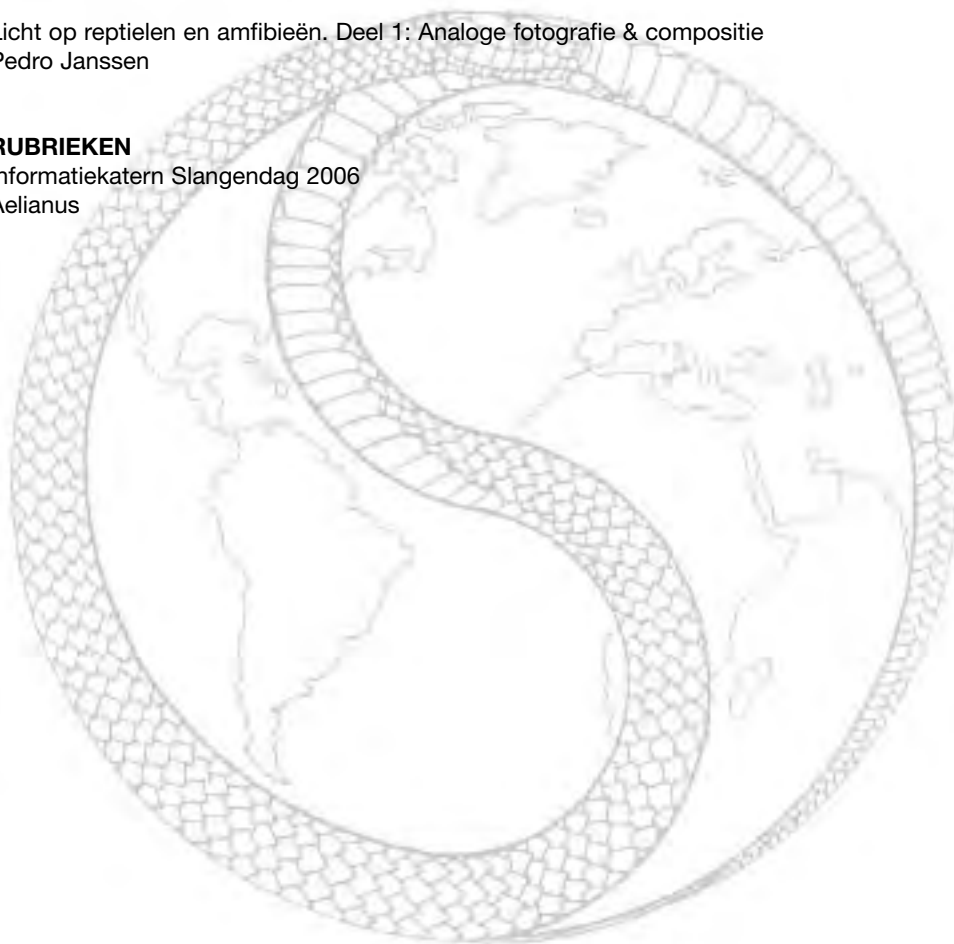 Licht op reptielen en amfibieën. Deel 1: Analoge fotografie & compositie
Pedro Janssen
RUBRIEKEN
Informatiekatern Slangendag 2006
Aelianus